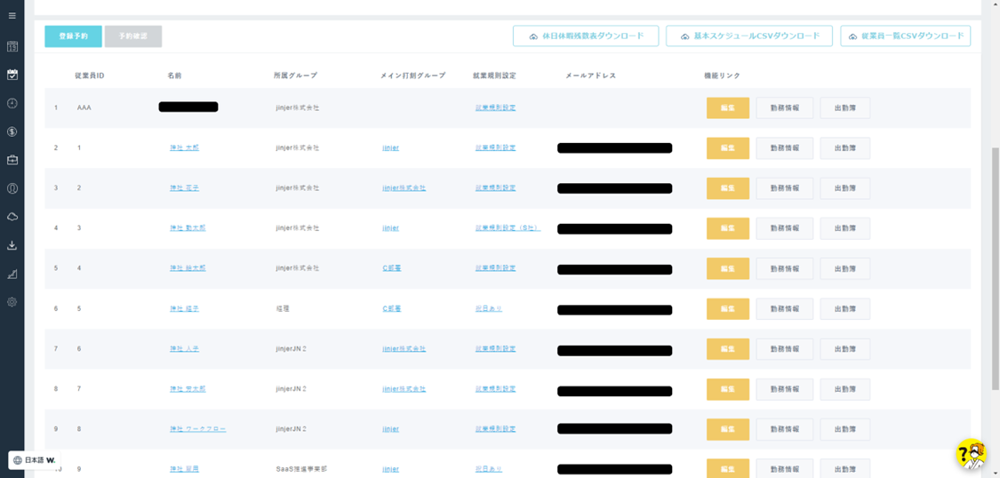 登録予約 予約確認 休日休暇残数表ダウンロード 基本スケジュールCSVダウンロード 従業員一覧CSVダウンロード
従業員ID 名前 所属グループ メイン打刻グループ 就業規則設定 メールアドレス 機能リンク
1 AAA jinjer株式会社 就業規則設定 編集 勤務情報 出勤簿
2 1 神社 太郎 jinjer株式会社 jinjer 就業規則設定 編集 勤務情報 出勤簿
3 2 神社 花子 jinjer株式会社 jinjer株式会社 就業規則設定 編集 勤務情報 出勤簿
4 3 神社 勤太郎 jinjer株式会社 jinjer 就業規則設定（S社） 編集 勤務情報 出勤簿
5 4 神社 給太郎 jinjer株式会社 C部署 就業規則設定 編集 勤務情報 出勤簿
6 5 神社 経子 経理 C部署 祝日あり 編集 勤務情報 出勤簿
7 6 神社 人子 jinjerJN２ jinjer株式会社 就業規則設定 編集 勤務情報 出勤簿
8 7 神社 jinjerJN２ jinjer株式会社 就業規則設定 編集 勤務情報 出勤簿
9 8 神社 ワークフロー jinjerJN２ jinjer 就業規則設定 編集 勤務情報 出勤簿
10 9 神社 SaaS推進事業部 jinjer 祝日あり 編集 勤務情報 出勤簿
日本語 W.